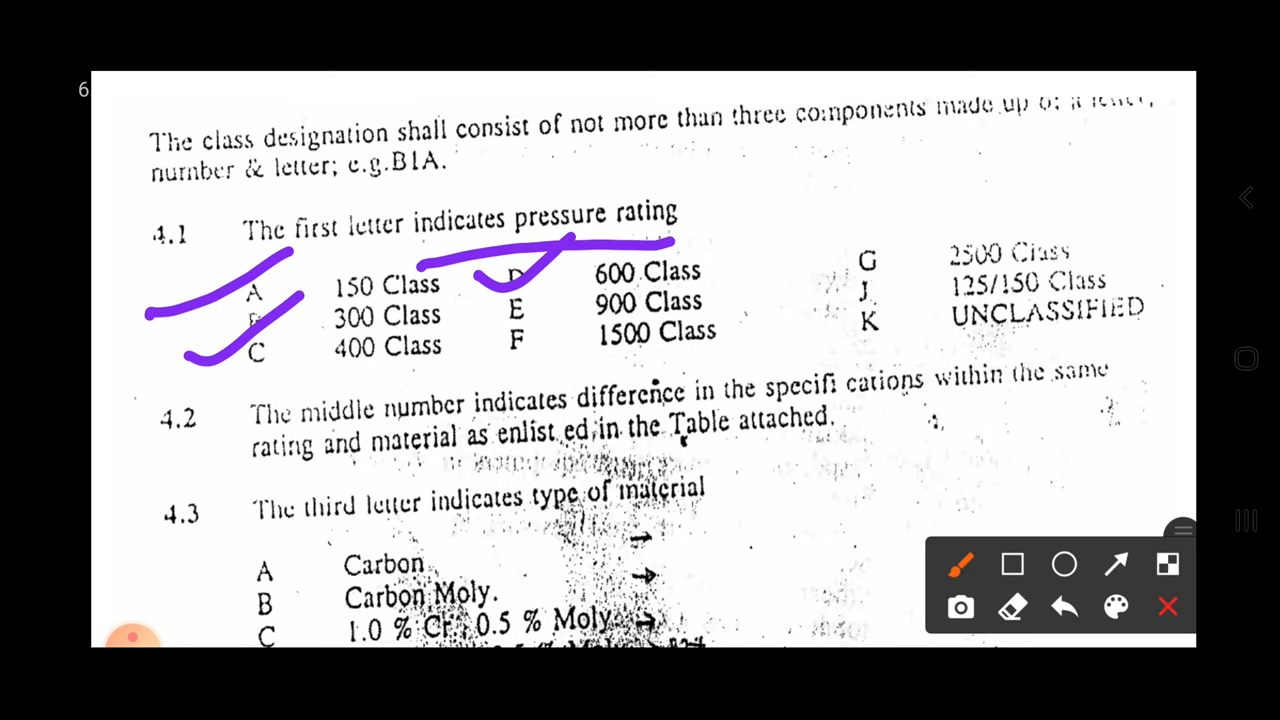 6
The class designation shall consist of not more than three components made up of a letter,
number & letter; e.g.B1A.
4.1 The first letter indicates pressure rating
A 150 Class D 600 Class G 2500 Class
B 300 Class E 900 Class J 125/150 Class
C 400 Class F 1500 Class K UNCLASSIFIED
4.2 The middle number indicates difference in the specifi cations within the same
rating and material as enlist ed in the Table attached.
4.3 The third letter indicates type of material
A Carbon
B Carbon Moly.
C 1.0 % Cr , 0.5 % Moly